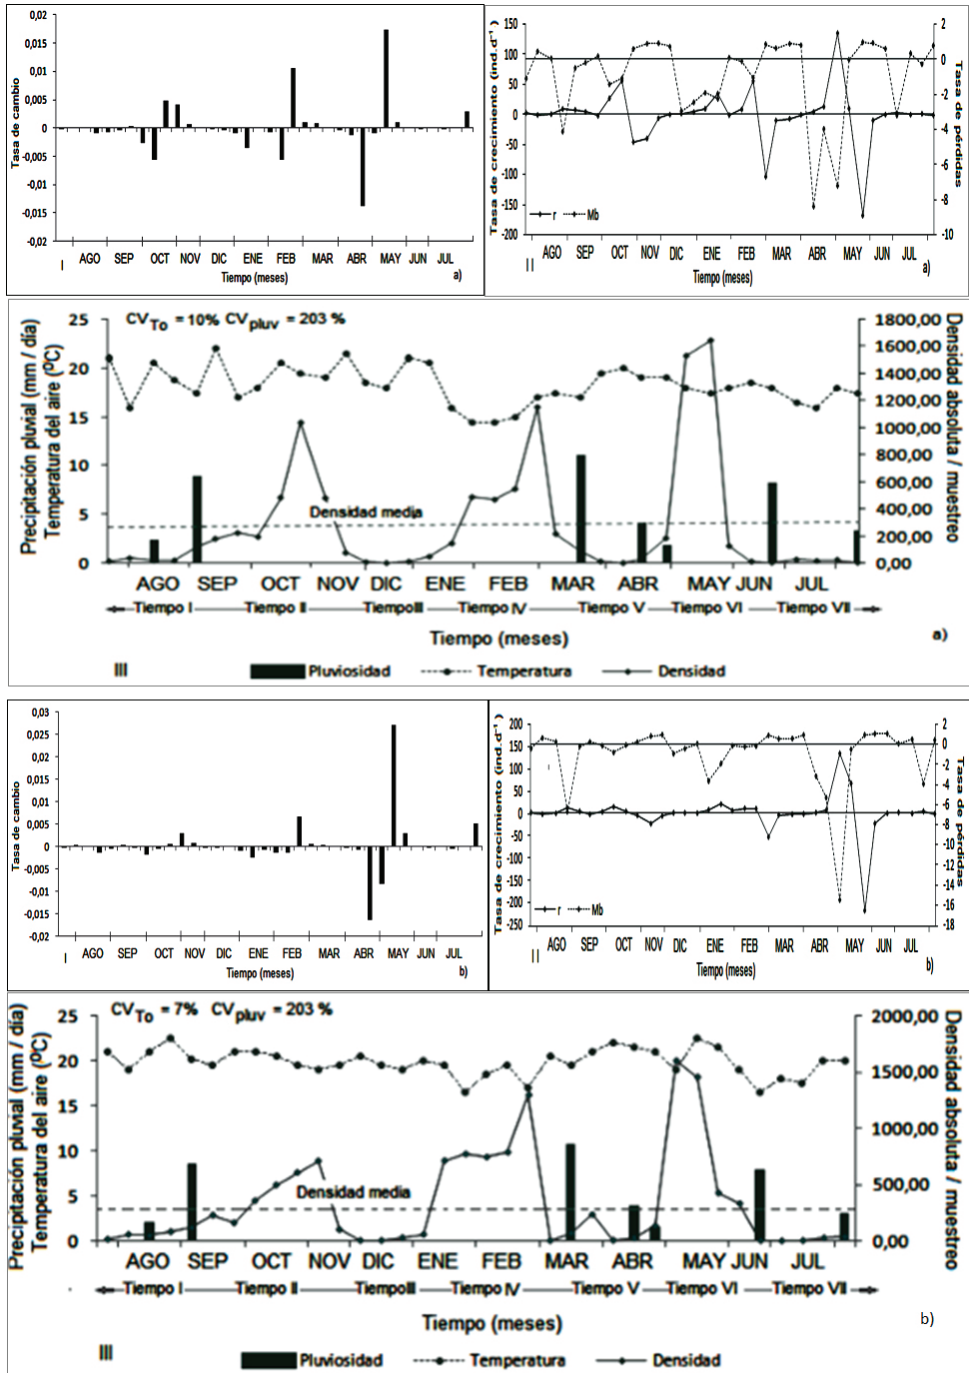 0,02
0,015
0,01
0,005
0
-0,005
-0,01
-0,015
-0,02
Tasa de cambio
I AGO SEP OCT NOV DIC ENE FEB MAR ABR MAY JUN JUL
Tiempo (meses)
a)
150
100
50
0
-50
-100
-150
-200
Tasa de crecimiento (ind.d⁻¹)
2
0
-2
-4
-6
-8
-10
Tasa de pérdidas
r Mb
II AGO SEP OCT NOV DIC ENE FEB MAR ABR MAY JUN JUL
Tiempo (meses)
a)
CV To = 10% CV pluv = 203 %
25
20
15
10
5
0
Precipitación pluvial (mm / día)
Temperatura del aire (ºC)
1800,00
1600,00
1400,00
1200,00
1000,00
800,00
600,00
400,00
200,00
0,00
Densidad absoluta / muestreo
Densidad media
AGO SEP OCT NOV DIC ENE FEB MAR ABR MAY JUN JUL
Tiempo I Tiempo II Tiempo III Tiempo IV Tiempo V Tiempo VI Tiempo VII
Tiempo (meses)
a)
III
Pluviosidad Temperatura Densidad
0,03
0,025
0,02
0,015
0,01
0,005
0
-0,005
-0,01
-0,015
-0,02
Tasa de cambio
I AGO SEP OCT NOV DIC ENE FEB MAR ABR MAY JUN JUL
Tiempo (meses)
b)
200
150
100
50
0
-50
-100
-150
-200
-250
Tasa de crecimiento (ind.d⁻¹)
2
0
-2
-4
-6
-8
-10
-12
-14
-16
-18
Tasa de pérdidas
r Mb
II AGO SEP OCT NOV DIC ENE FEB MAR ABR MAY JUN JUL
Tiempo (meses)
b)
CV To = 7% CV pluv = 203 %
25
20
15
10
5
0
Precipitación pluvial (mm / día)
Temperatura del aire (ºC)
2000,00
1500,00
1000,00
500,00
0,00
Densidad absoluta / muestreo
Densidad media
AGO SEP OCT NOV DIC ENE FEB MAR ABR MAY JUN JUL
Tiempo I Tiempo II Tiempo III Tiempo IV Tiempo V Tiempo VI Tiempo VII
Tiempo (meses)
b)
III
Pluviosidad Temperatura Densidad